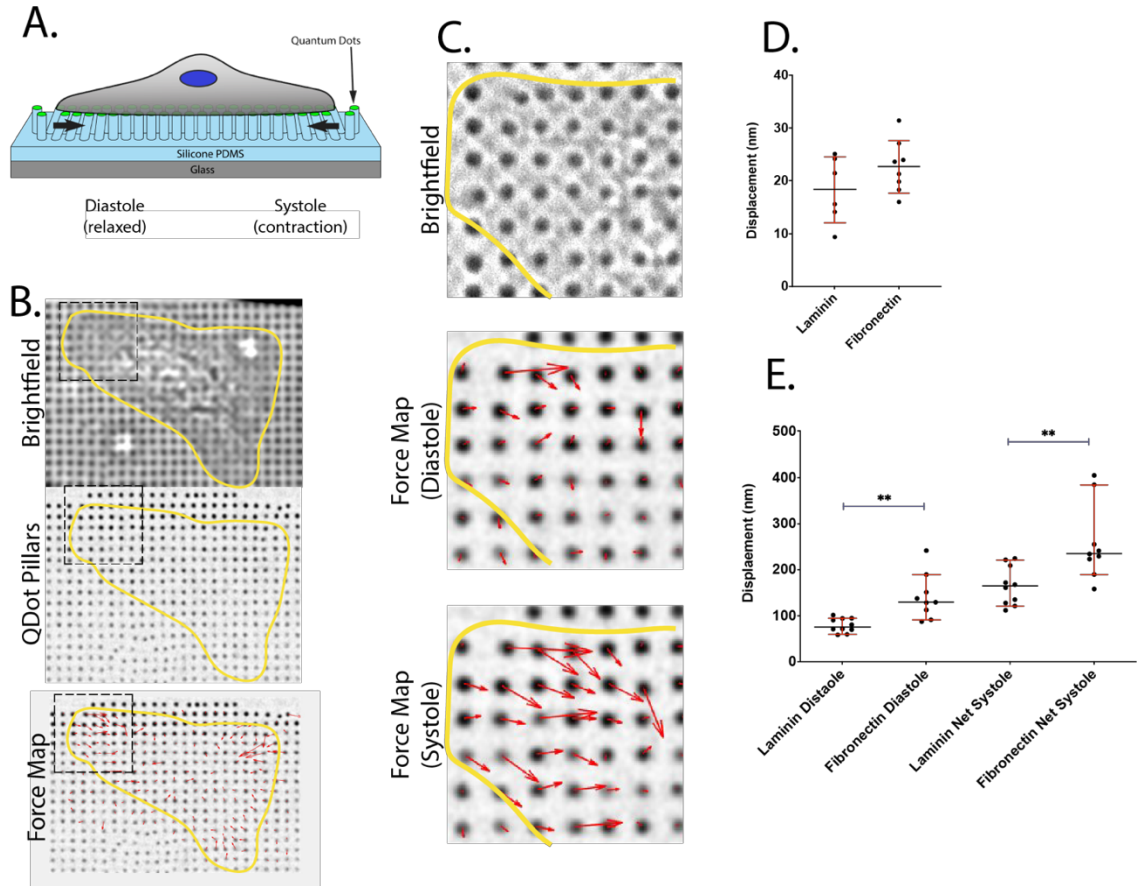 A.
Quantum Dots
Silicone PDMS
Glass
Diastole
(relaxed)
Systole
(contraction)
B.
Brightfield
QDot Pillars
Force Map
C.
Brightfield
Force Map
(Diastole)
Force Map
(Systole)
D.
Displacement (nm)
40
30
20
10
0
Laminin
Fibronectin
E.
Displament (nm)
500
400
300
200
100
0
**
**
Laminin Distaole
Fibronectin Diastole
Laminin Net Systole
Fibronectin Net Systole